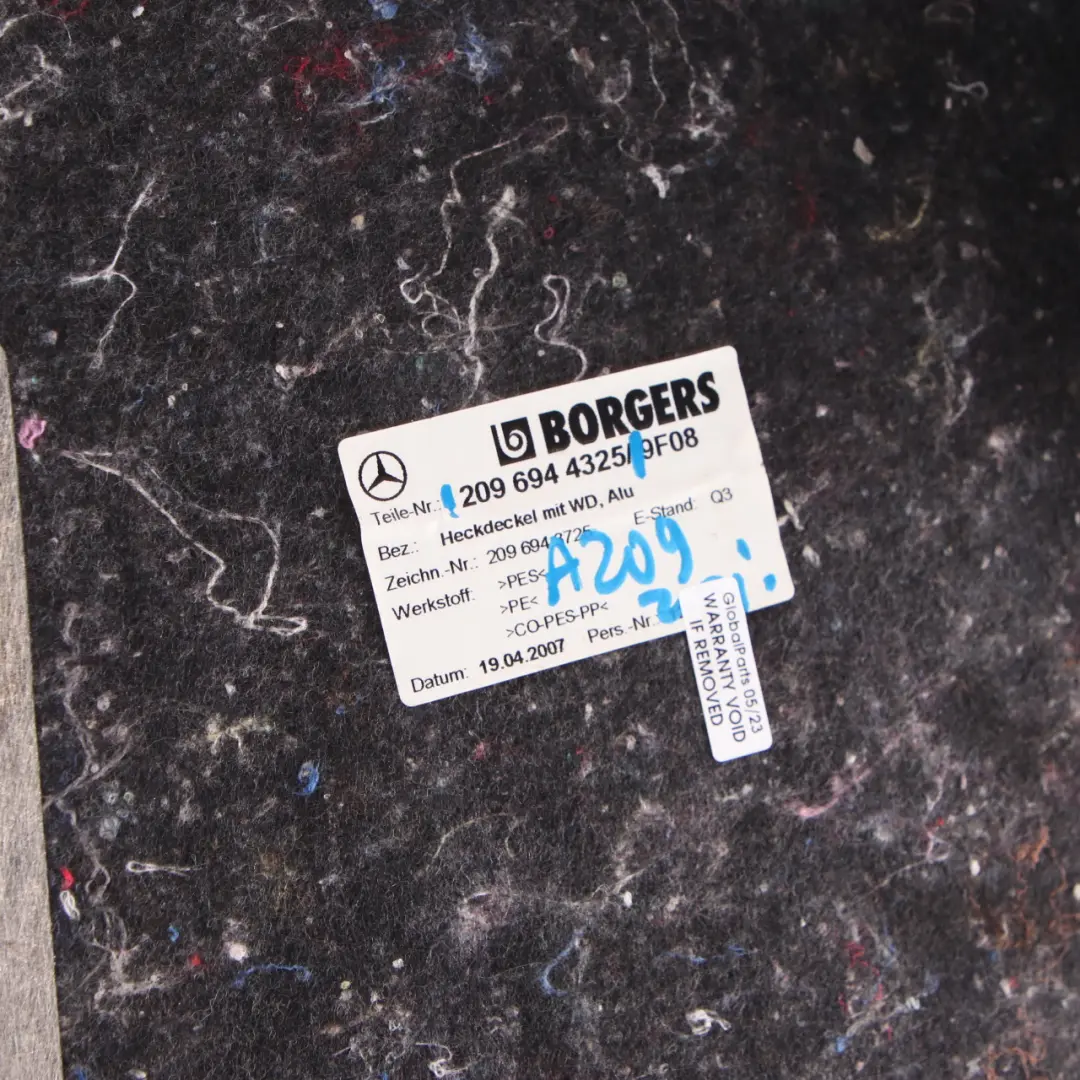 BORGERS
Teile-Nr.: 209 694 4325/ 9F08
Bez.: Heckdeckel mit WD, Alu
Zeichn.-Nr.: 209 694 3725 E-Stand: Q3
Werkstoff: >PES<
>PE<
>CO-PES-PP<
Datum: 19.04.2007 Pers.-Nr.:
A209
GlobalParts 05/23
WARRANTY VOID
IF REMOVED